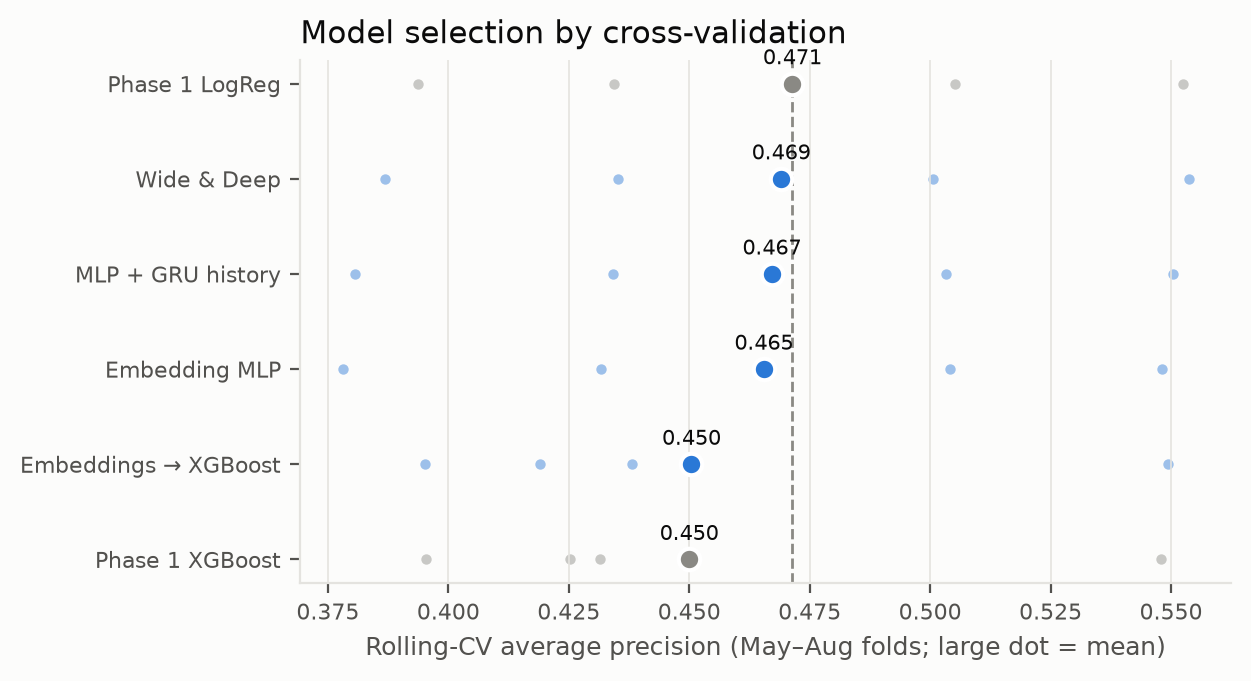 Model selection by cross-validation
0.471
Phase 1 LogReg
0.469
Wide & Deep
0.467
MLP + GRU history
0.465
Embedding MLP
0.450
Embeddings → XGBoost
0.450
Phase 1 XGBoost
0.375 0.400 0.425 0.450 0.475 0.500 0.525 0.550
Rolling-CV average precision (May–Aug folds; large dot = mean)